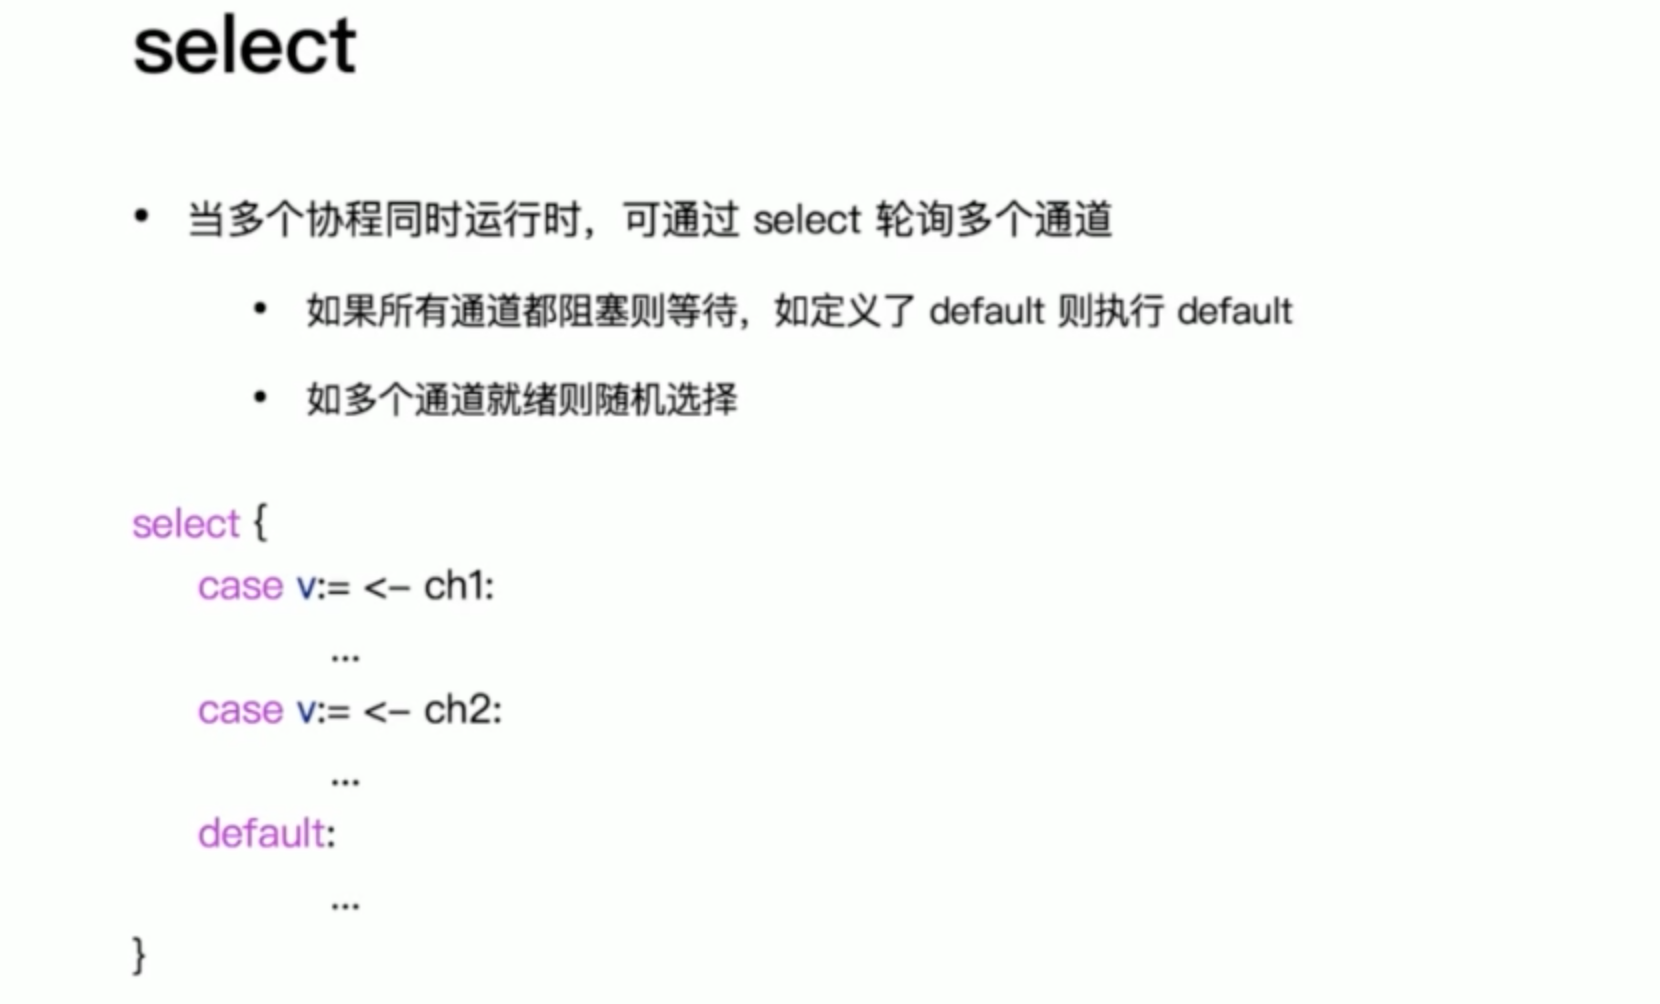 select
• 当多个协程同时运行时，可通过 select 轮询多个通道
• 如果所有通道都阻塞则等待，如定义了 default 则执行 default
• 如多个通道就绪则随机选择
select {
case v:= <– ch1:
...
case v:= <– ch2:
...
default:
...
}